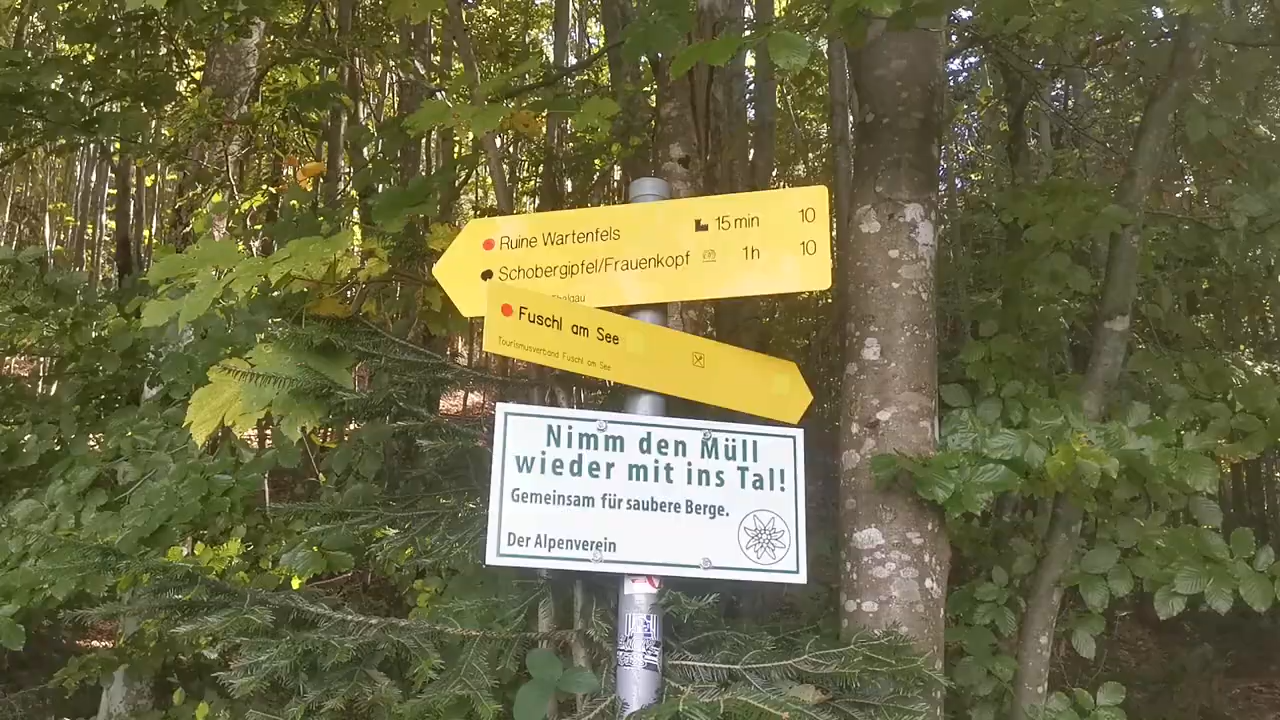 Ruine Wartenfels 15 min 10
Schobergipfel/Frauenkopf 1h 10
Fuschl am See
Tourismusverband Fuschl am See
Nimm den Müll
wieder mit ins Tal!
Gemeinsam für saubere Berge.
Der Alpenverein